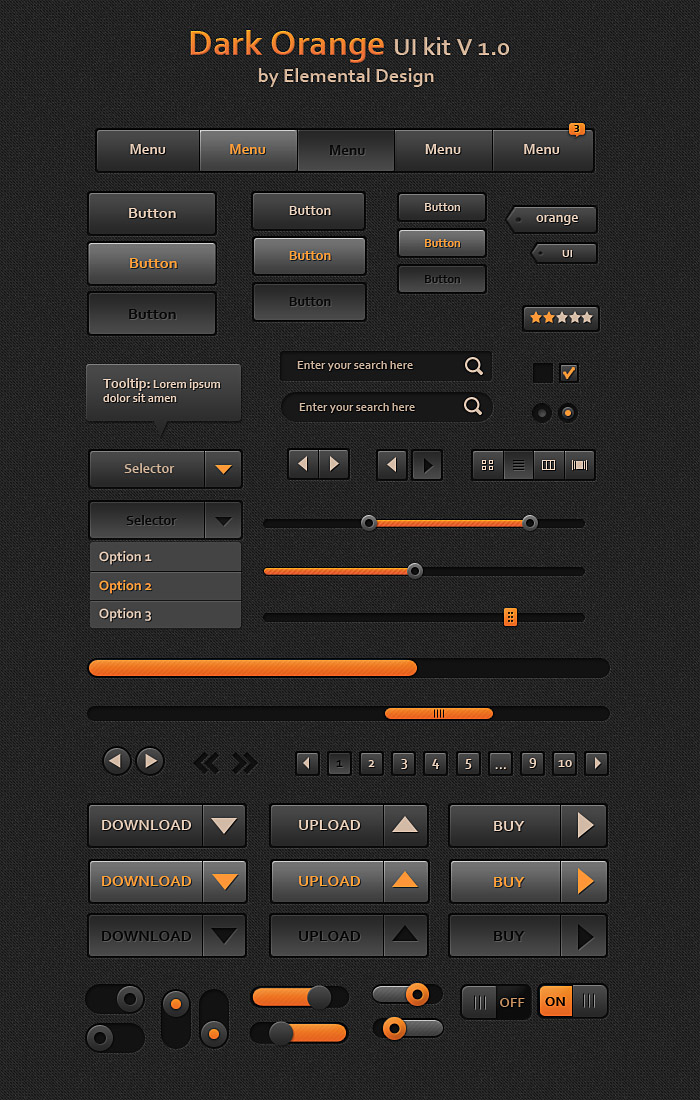 Dark Orange UI kit V 1.0
by Elemental Design
3
Menu Menu Menu Menu Menu
Button Button Button orange
Button Button Button UI
Button Button Button
Tooltip: Lorem ipsum
dolor sit amen
Enter your search here
Enter your search here
Selector
Selector
Option 1
Option 2
Option 3
1 2 3 4 5 ... 9 10
DOWNLOAD UPLOAD BUY
DOWNLOAD UPLOAD BUY
DOWNLOAD UPLOAD BUY
OFF ON